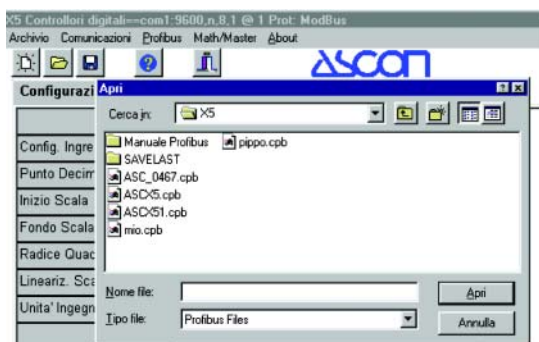 X5 Controllori digitali==com1:9600,n,8,1 @ 1 Prot: ModBus
Archivio Comunicazioni Profibus Math/Master About
ASCON
Configurazi
Apri
Cerca in: X5
Manuale Profibus pippo.cpb
SAVELAST
ASC_0467.cpb
ASCX5.cpb
ASCX51.cpb
mio.cpb
Config. Ingre
Punto Decim
Inizio Scala
Fondo Scala
Radice Quad
Lineariz. Sca
Unita' Ingegn
Nome file: Apri
Tipo file: Profibus Files Annulla